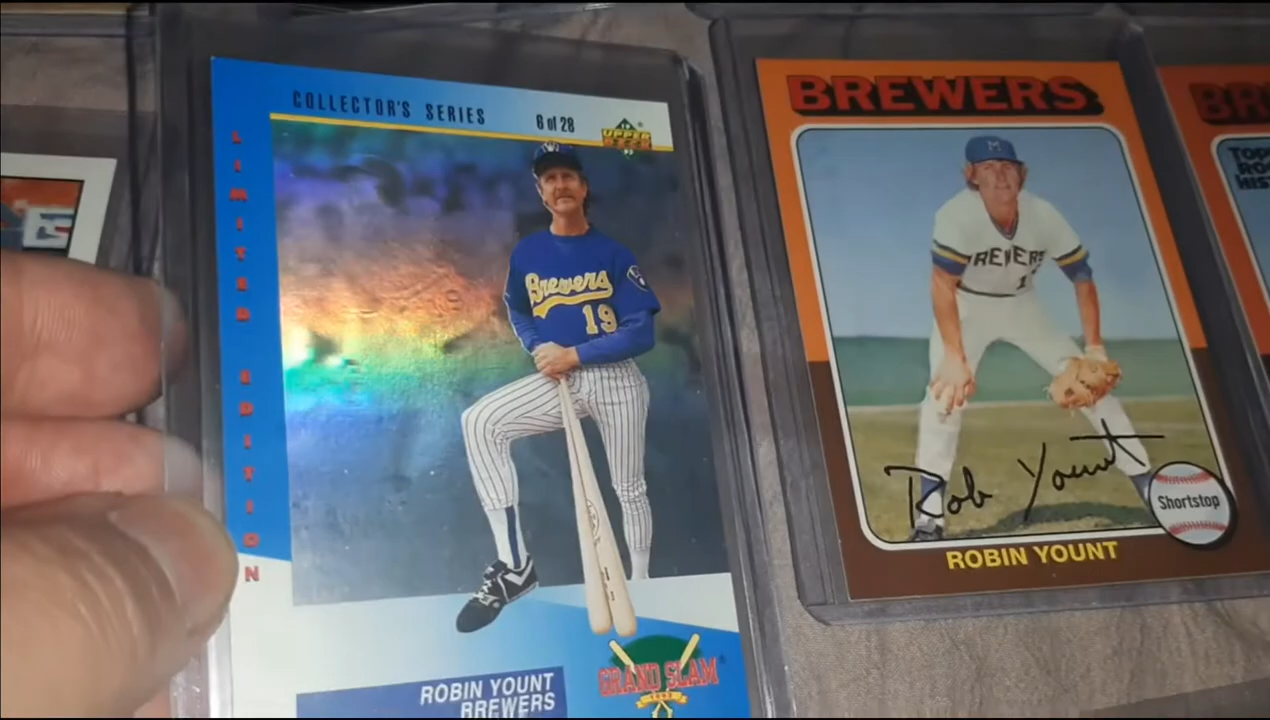 COLLECTOR'S SERIES
6 of 28
UPPER DECK
LIMITED EDITION
Brewers
19
GRAND SLAM
1993
ROBIN YOUNT
BREWERS
BREWERS
M
BREWERS
Rob Yount
Shortstop
ROBIN YOUNT